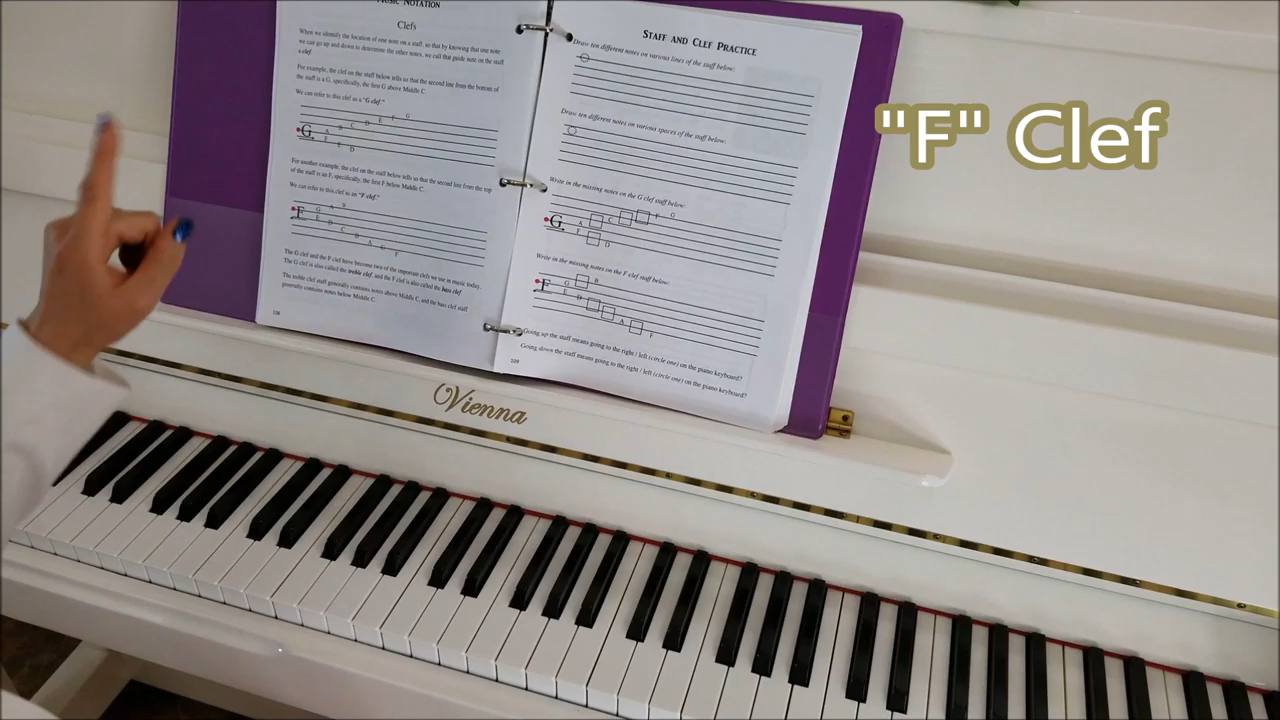 MUSIC NOTATION
Clefs
When we identify the location of one note on a staff, so that by knowing that one note
we can go up and down to determine the other notes, we call that guide note on the staff
a clef.
For example, the clef on the staff below tells us that the second line from the bottom of
the staff is a G, specifically, the first G above Middle C.
We can refer to this clef as a "G clef."
G F A E B D C D E F G
For another example, the clef on the staff below tells us that the second line from the top
of the staff is an F, specifically, the first F below Middle C.
We can refer to this clef as an "F clef."
F G A B
E D C B A G F
The G clef and the F clef have become two of the important clefs we use in music today.
The G clef is also called the treble clef, and the F clef is also called the bass clef.
The treble clef staff generally contains notes above Middle C, and the bass clef staff
generally contains notes below Middle C.
108
STAFF AND CLEF PRACTICE
Draw ten different notes on various lines of the staff below:
Draw ten different notes on various spaces of the staff below:
Write in the missing notes on the G clef staff below:
G A C F G
F D
Write in the missing notes on the F clef staff below:
F G B
E D A F
Going up the staff means going to the right / left (circle one) on the piano keyboard?
Going down the staff means going to the right / left (circle one) on the piano keyboard?
109
"F" Clef
Vienna